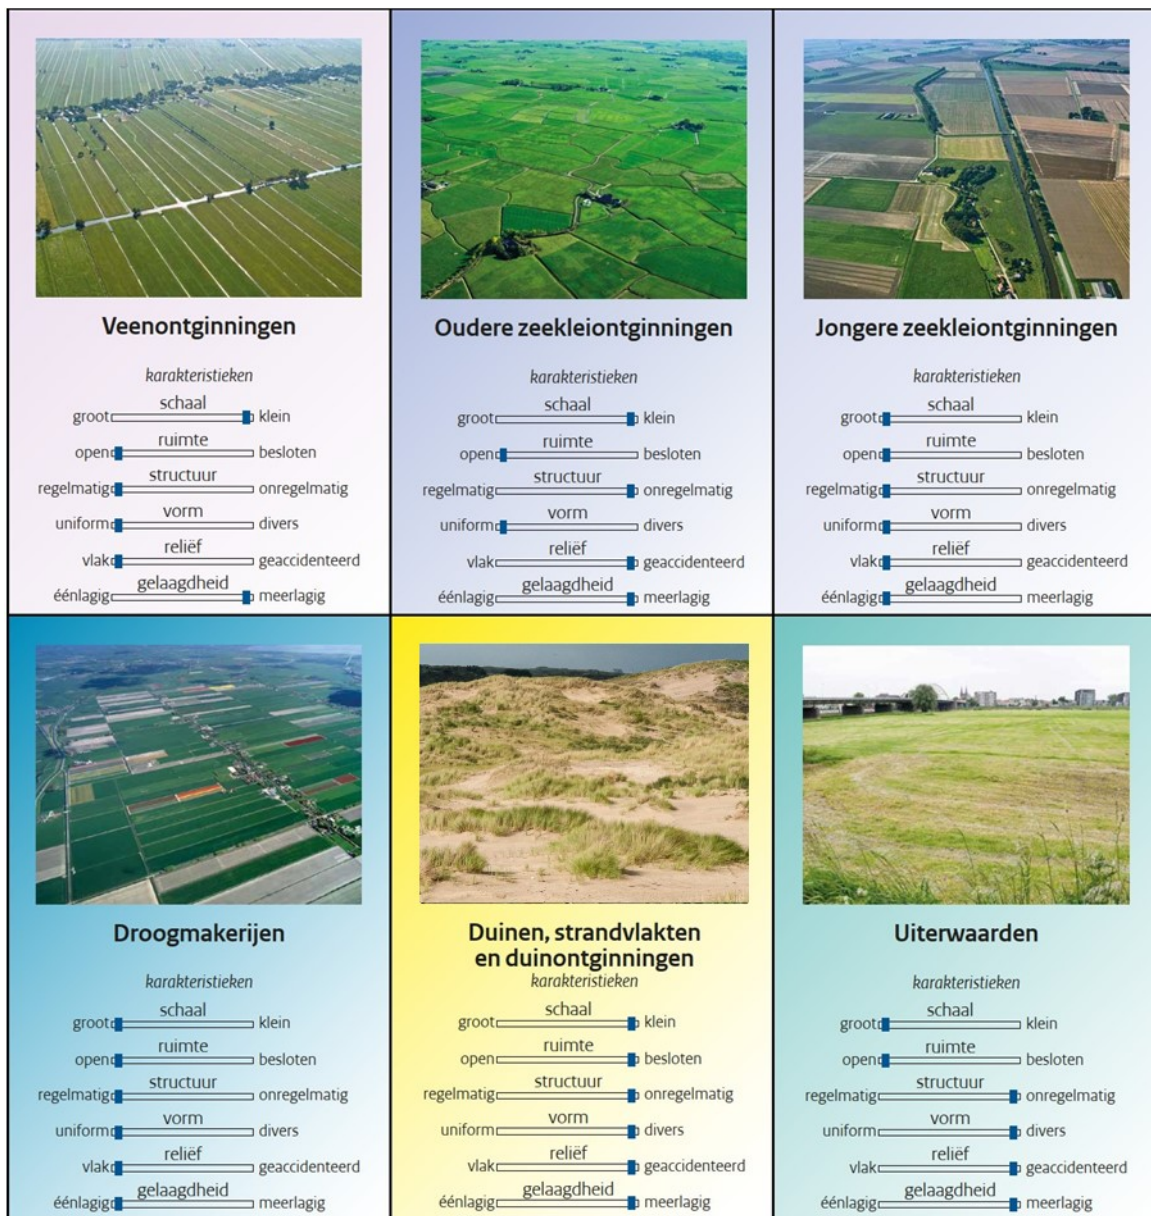 Veenontginningen
karakteristieken
schaal
groot klein
ruimte
open besloten
structuur
regelmatig onregelmatig
vorm
uniform divers
reliëf
vlak geaccidenteerd
gelaagdheid
éénlagig meerlagig
Oudere zeekleiontginningen
karakteristieken
schaal
groot klein
ruimte
open besloten
structuur
regelmatig onregelmatig
vorm
uniform divers
reliëf
vlak geaccidenteerd
gelaagdheid
éénlagig meerlagig
Jongere zeekleiontginningen
karakteristieken
schaal
groot klein
ruimte
open besloten
structuur
regelmatig onregelmatig
vorm
uniform divers
reliëf
vlak geaccidenteerd
gelaagdheid
éénlagig meerlagig
Droogmakerijen
karakteristieken
schaal
groot klein
ruimte
open besloten
structuur
regelmatig onregelmatig
vorm
uniform divers
reliëf
vlak geaccidenteerd
gelaagdheid
éénlagig meerlagig
Duinen, strandvlakten
en duinontginningen
karakteristieken
schaal
groot klein
ruimte
open besloten
structuur
regelmatig onregelmatig
vorm
uniform divers
reliëf
vlak geaccidenteerd
gelaagdheid
éénlagig meerlagig
Uiterwaarden
karakteristieken
schaal
groot klein
ruimte
open besloten
structuur
regelmatig onregelmatig
vorm
uniform divers
reliëf
vlak geaccidenteerd
gelaagdheid
éénlagig meerlagig